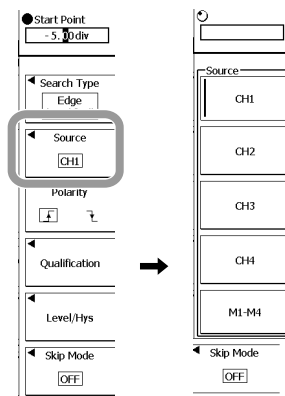 Start Point
-5.00div
Search Type
Edge
Source
CH1
Polarity
Qualification
Level/Hys
Skip Mode
OFF
Source
CH1
CH2
CH3
CH4
M1-M4
Skip Mode
OFF